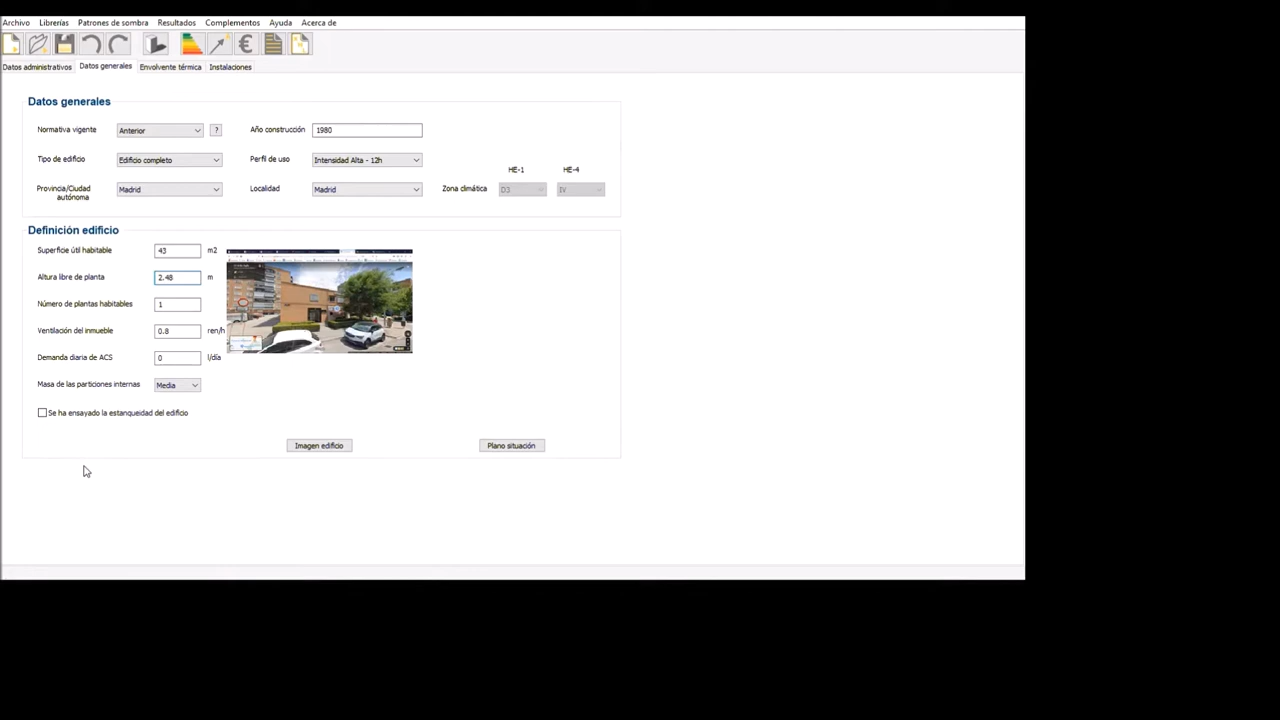 Archivo Librerías Patrones de sombra Resultados Complementos Ayuda Acerca de
Datos administrativos Datos generales Envolvente térmica Instalaciones
Datos generales
Normativa vigente Anterior ? Año construcción 1980
Tipo de edificio Edificio completo Perfil de uso Intensidad Alta - 12h
HE-1 HE-4
Provincia/Ciudad autónoma Madrid Localidad Madrid Zona climática D3 IV
Definición edificio
Superficie útil habitable 43 m2
Altura libre de planta 2.48 m
Número de plantas habitables 1
Ventilación del inmueble 0.8 ren/h
Demanda diaria de ACS 0 l/día
Masa de las particiones internas Media
Se ha ensayado la estanqueidad del edificio
Imagen edificio Plano situación